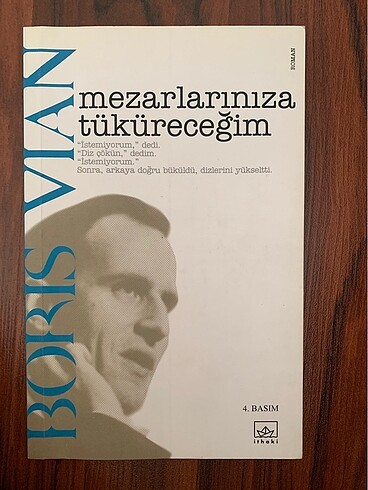 BORIS VIAN
ROMAN
mezarlarınıza
tüküreceğim
"İstemiyorum," dedi.
"Diz çökün," dedim.
"İstemiyorum."
Sonra, arkaya doğru büküldü, dizlerini yükseltti.
4. BASIM
ithaki